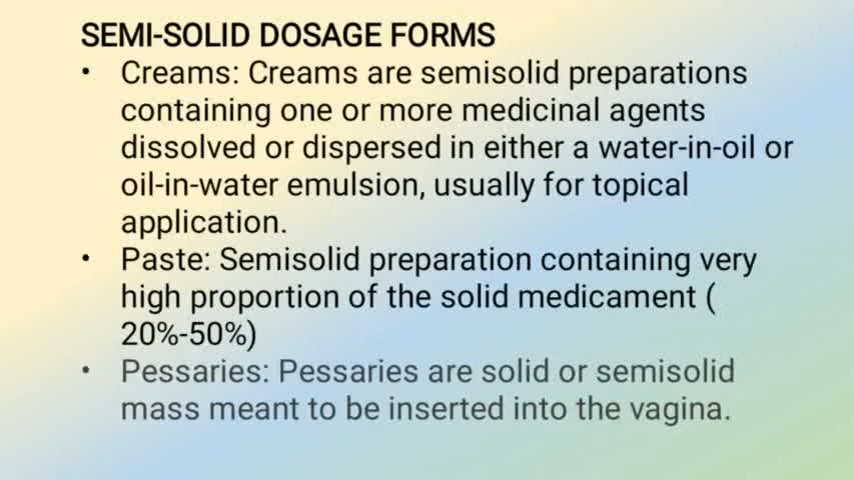 SEMI-SOLID DOSAGE FORMS
• Creams: Creams are semisolid preparations
containing one or more medicinal agents
dissolved or dispersed in either a water-in-oil or
oil-in-water emulsion, usually for topical
application.
• Paste: Semisolid preparation containing very
high proportion of the solid medicament (
20%-50%)
• Pessaries: Pessaries are solid or semisolid
mass meant to be inserted into the vagina.